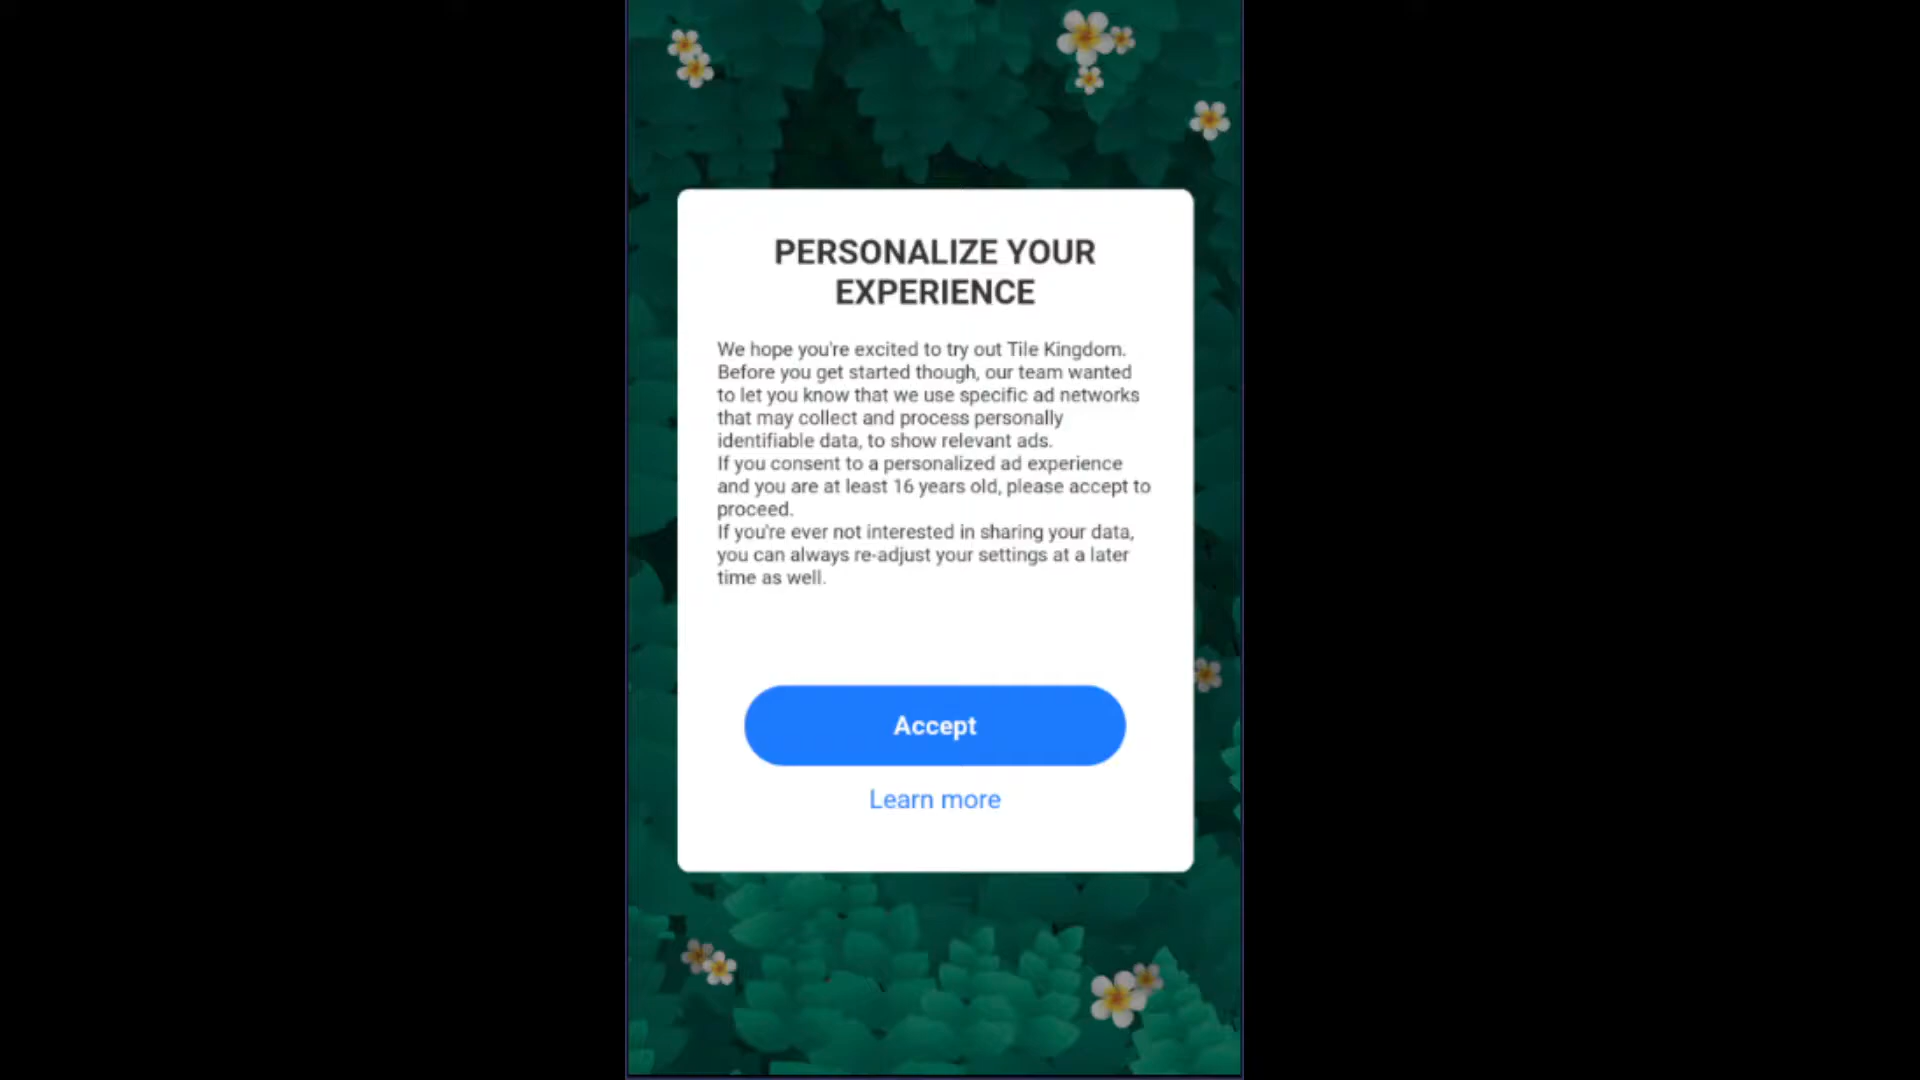 PERSONALIZE YOUR
EXPERIENCE
We hope you're excited to try out Tile Kingdom.
Before you get started though, our team wanted
to let you know that we use specific ad networks
that may collect and process personally
identifiable data, to show relevant ads.
If you consent to a personalized ad experience
and you are at least 16 years old, please accept to
proceed.
If you're ever not interested in sharing your data,
you can always re-adjust your settings at a later
time as well.
Accept
Learn more